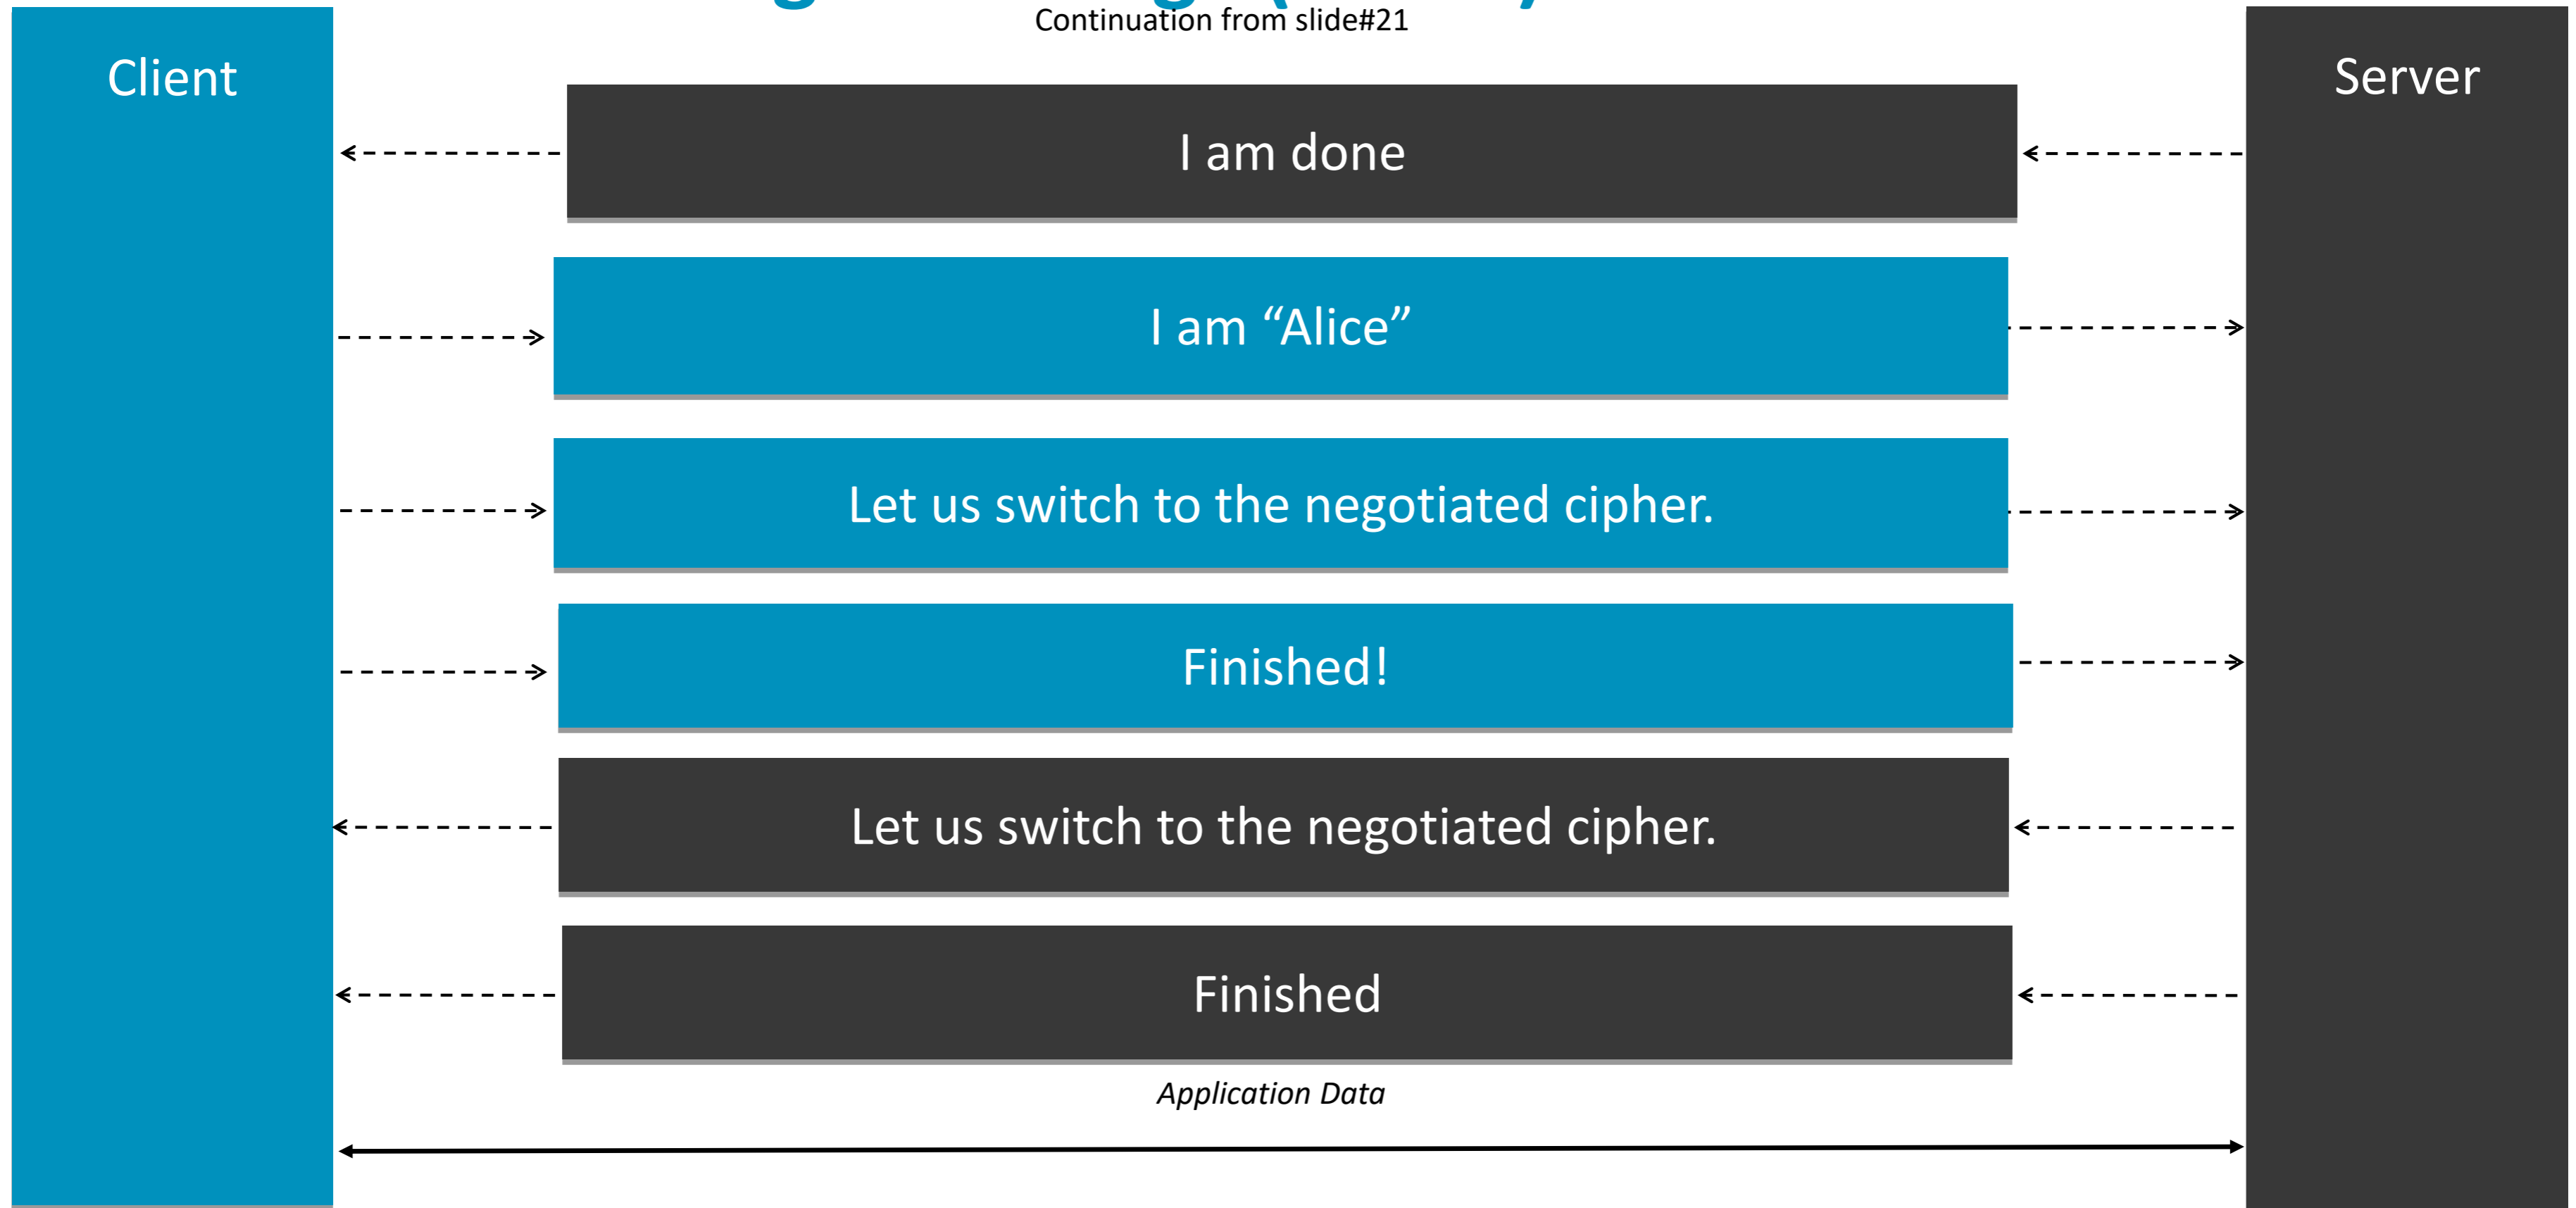 Continuation from slide#21
Client
Server
I am done
I am “Alice”
Let us switch to the negotiated cipher.
Finished!
Let us switch to the negotiated cipher.
Finished
Application Data